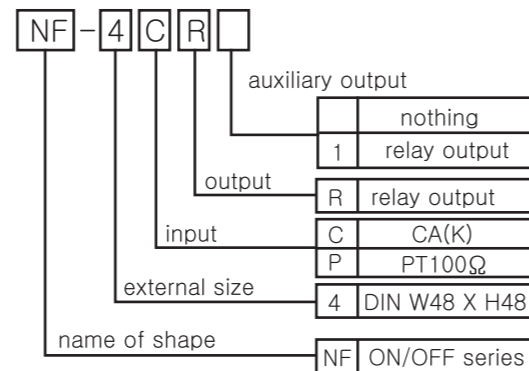 NF - 4 C R
auxiliary output
nothing
1 relay output
output
R relay output
input
C CA(K)
P PT100Ω
external size
4 DIN W48 X H48
name of shape
NF ON/OFF series